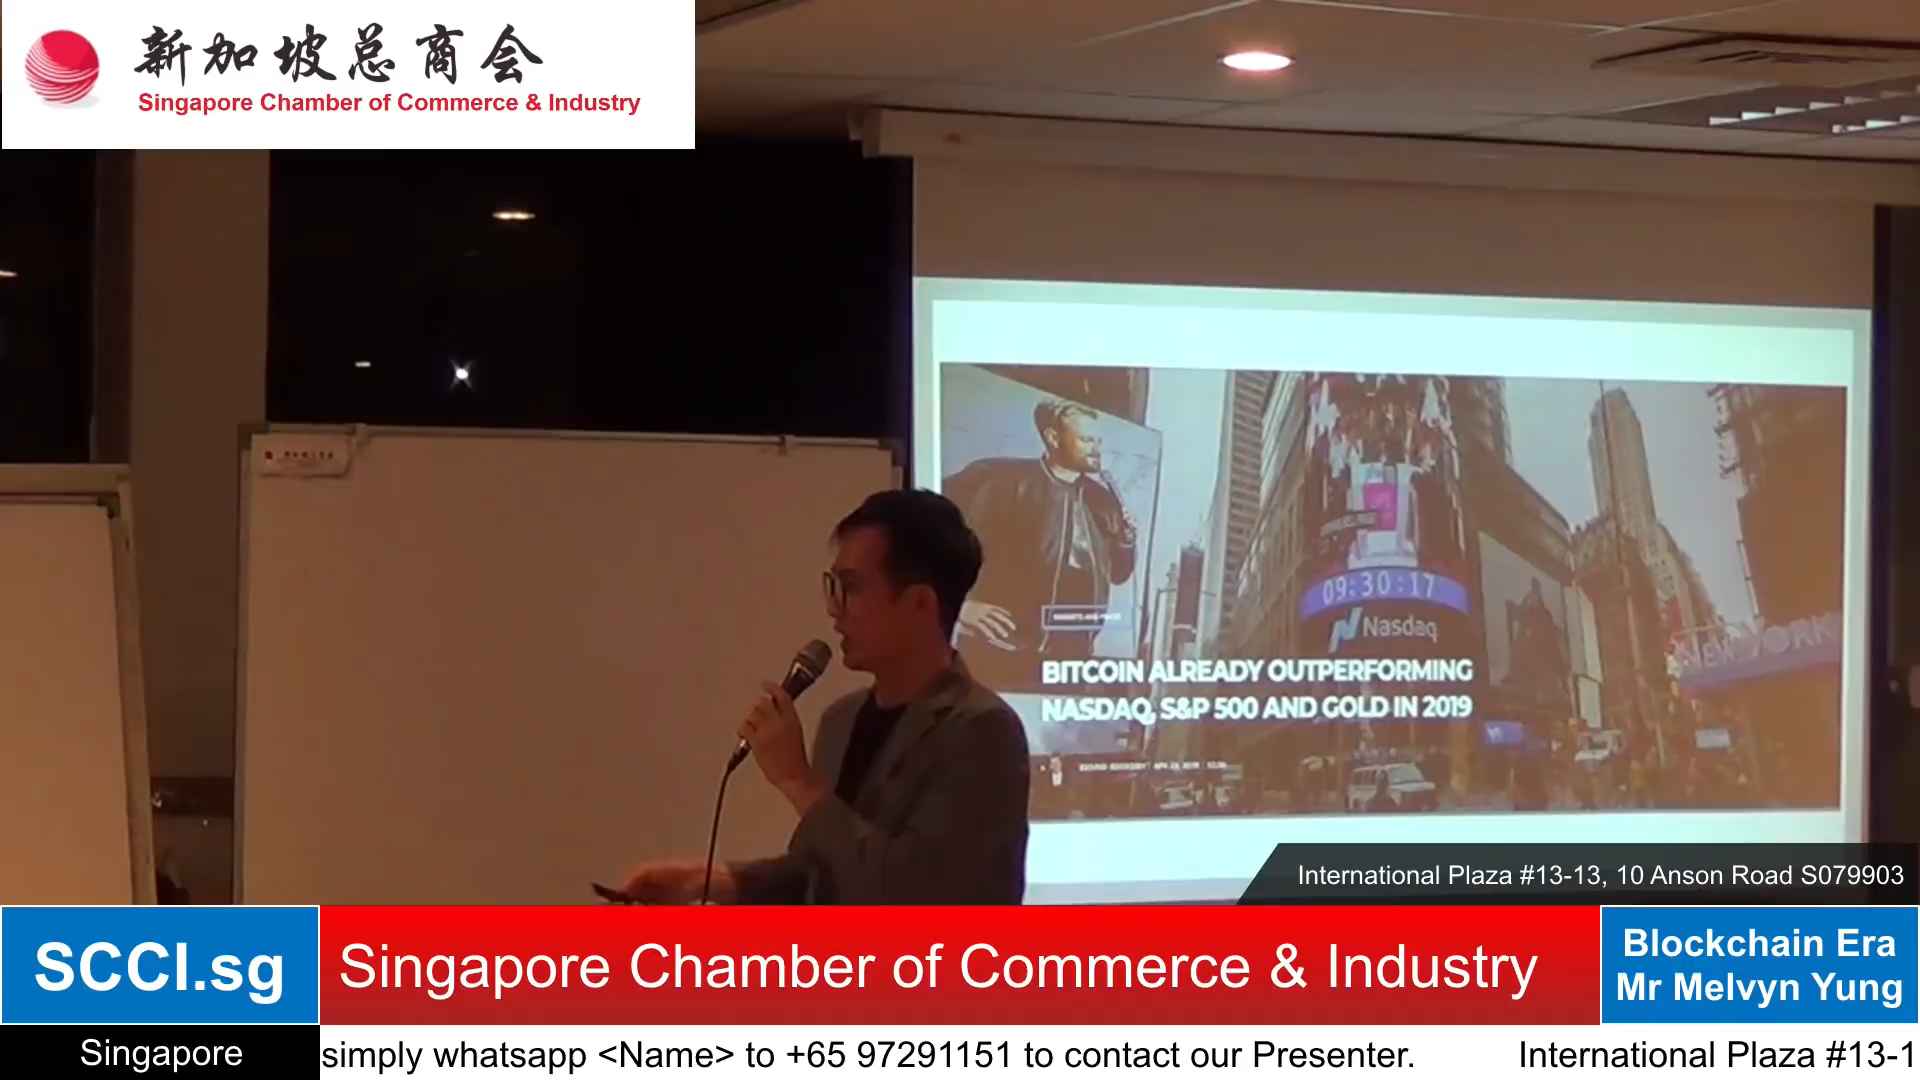 新加坡总商会
Singapore Chamber of Commerce & Industry
09:30:17
Nasdaq
NEW YORK
BITCOIN ALREADY OUTPERFORMING
NASDAQ, S&P 500 AND GOLD IN 2019
International Plaza #13-13, 10 Anson Road S079903
SCCI.sg
Singapore Chamber of Commerce & Industry
Blockchain Era
Mr Melvyn Yung
Singapore
simply whatsapp <Name> to +65 97291151 to contact our Presenter.
International Plaza #13-1